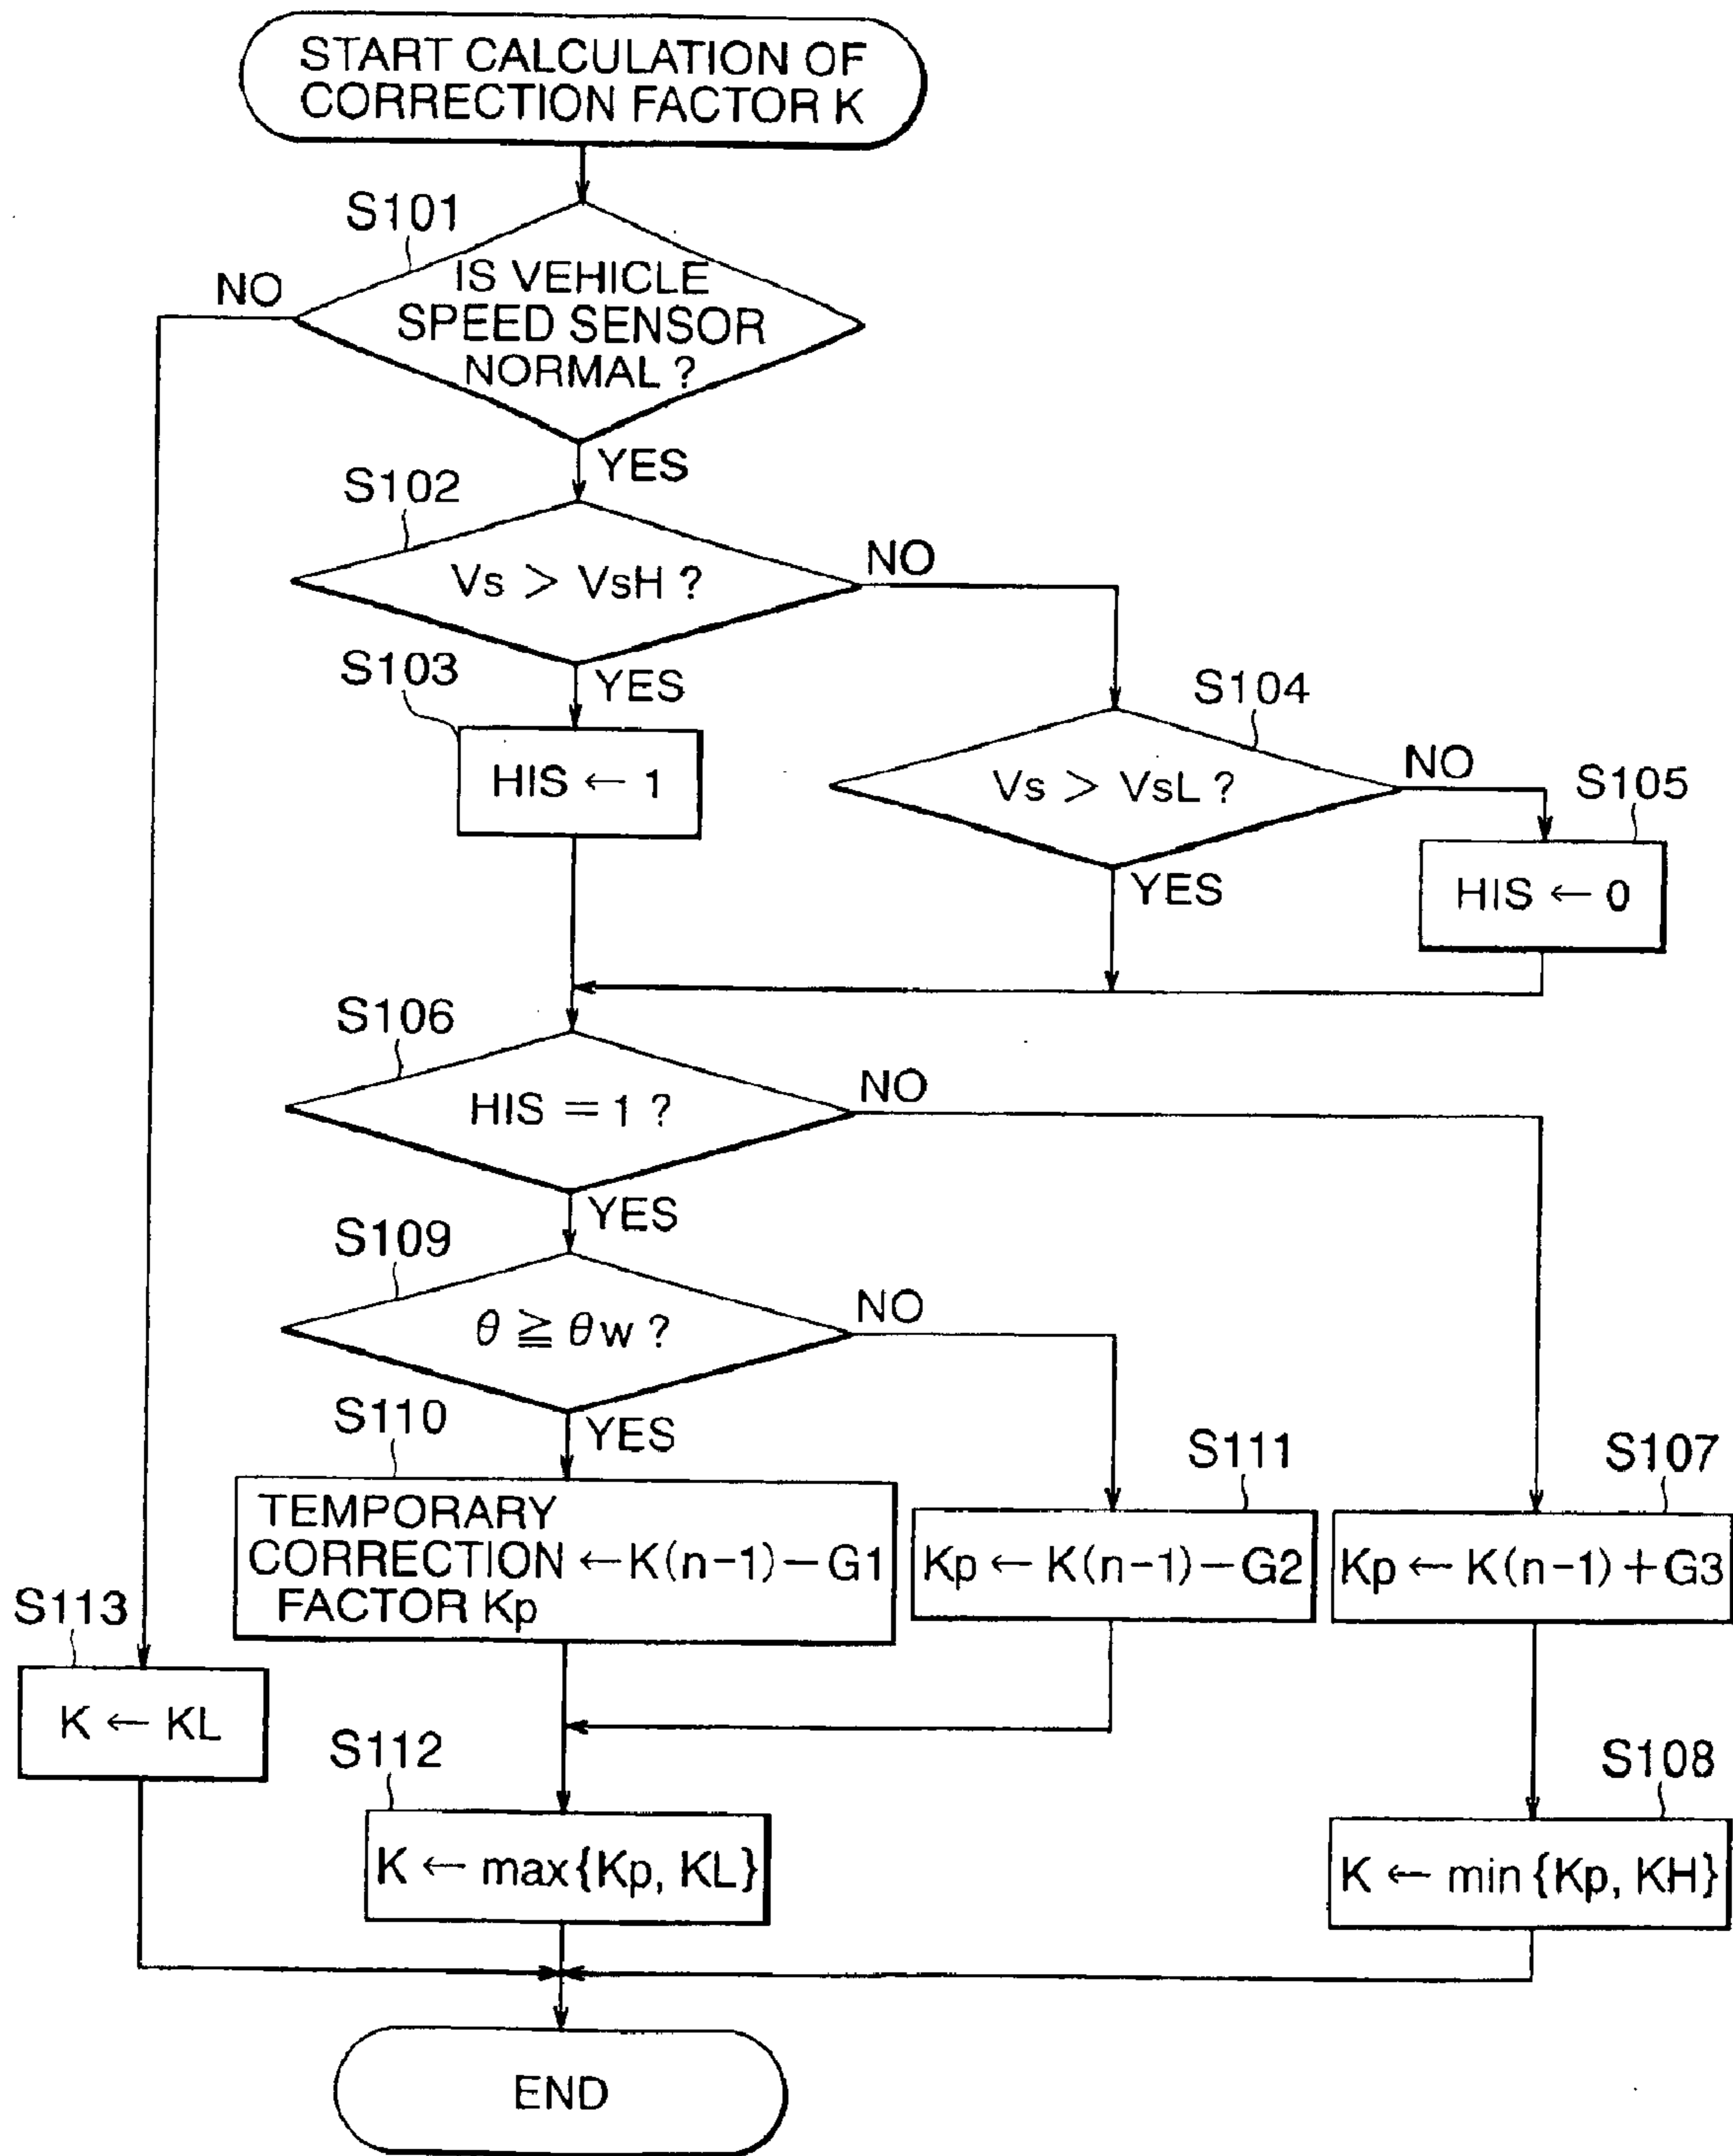 START CALCULATION OF
CORRECTION FACTOR K
S101
IS VEHICLE
SPEED SENSOR
NORMAL ?
NO
YES
S102
Vs > VsH ?
NO
YES
S103
HIS ← 1
S104
Vs > VsL ?
NO
YES
S105
HIS ← 0
S106
HIS = 1 ?
NO
YES
S109
θ ≧ θw ?
NO
YES
S110
TEMPORARY
CORRECTION ← K(n-1) - G1
FACTOR Kp
S111
Kp ← K(n-1) - G2
S107
Kp ← K(n-1) + G3
S113
K ← KL
S112
K ← max{Kp, KL}
S108
K ← min{Kp, KH}
END